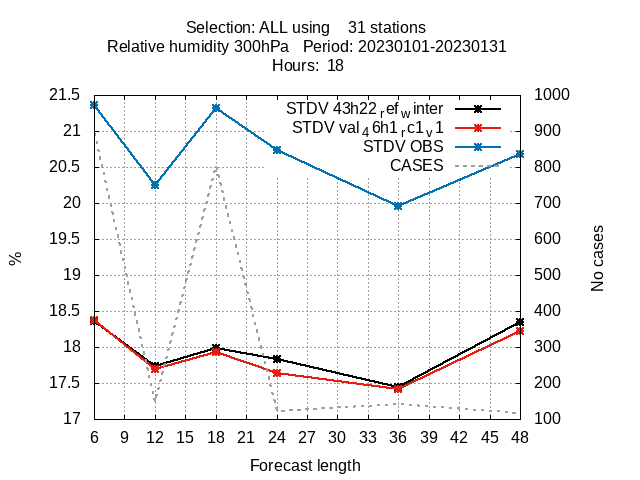 Selection: ALL using 31 stations
Relative humidity 300hPa Period: 20230101-20230131
Hours: 18
21.5 1000
STDV 43h22ref_winter
21 900
STDV val46h1rc1v1
STDV OBS
20.5 CASES 800
20 700
19.5 600
% No cases
19 500
18.5 400
18 300
17.5 200
17 100
6 9 12 15 18 21 24 27 30 33 36 39 42 45 48
Forecast length